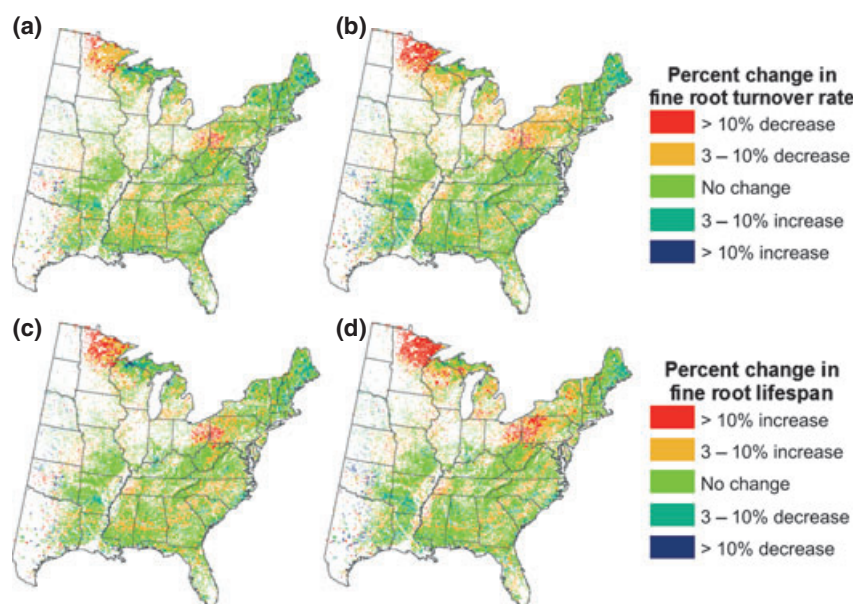 (a)
(b)
Percent change in
fine root turnover rate
> 10% decrease
3 – 10% decrease
No change
3 – 10% increase
> 10% increase
(c)
(d)
Percent change in
fine root lifespan
> 10% increase
3 – 10% increase
No change
3 – 10% decrease
> 10% decrease